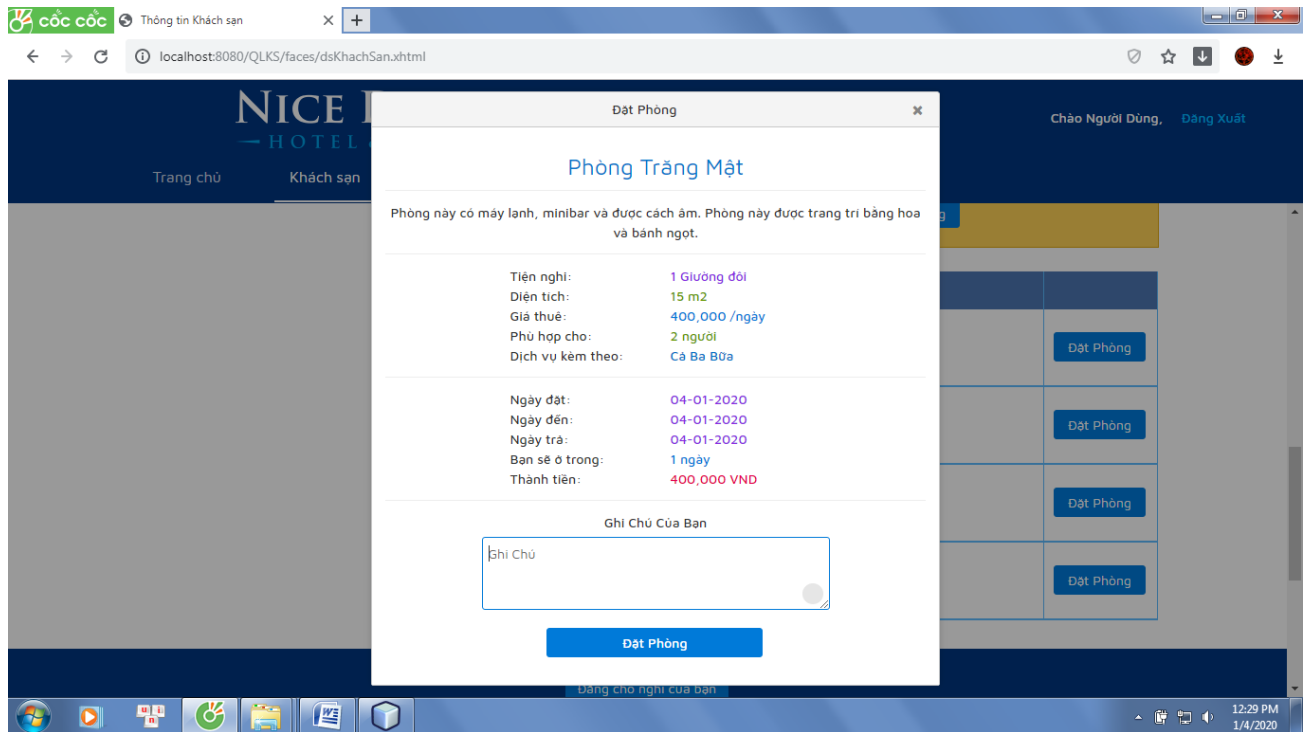 cốc cốc
Thông tin Khách sạn
localhost:8080/QLKS/faces/dsKhachSan.xhtml
NICE
HOTEL
Chào Người Dùng, Đăng Xuất
Trang chủ Khách sạn
Đặt Phòng
Phòng Trăng Mật
Phòng này có máy lạnh, minibar và được cách âm. Phòng này được trang trí bằng hoa
và bánh ngọt.
Tiện nghi: 1 Giường đôi
Diện tích: 15 m2
Giá thuê: 400,000 /ngày
Phù hợp cho: 2 người
Dịch vụ kèm theo: Cả Ba Bữa
Ngày đặt: 04-01-2020
Ngày đến: 04-01-2020
Ngày trả: 04-01-2020
Bạn sẽ ở trong: 1 ngày
Thành tiền: 400,000 VND
Ghi Chú Của Bạn
Ghi Chú
Đặt Phòng
Đặt Phòng
Đặt Phòng
Đặt Phòng
Đặt Phòng
Đăng chỗ nghỉ của bạn
12:29 PM
1/4/2020